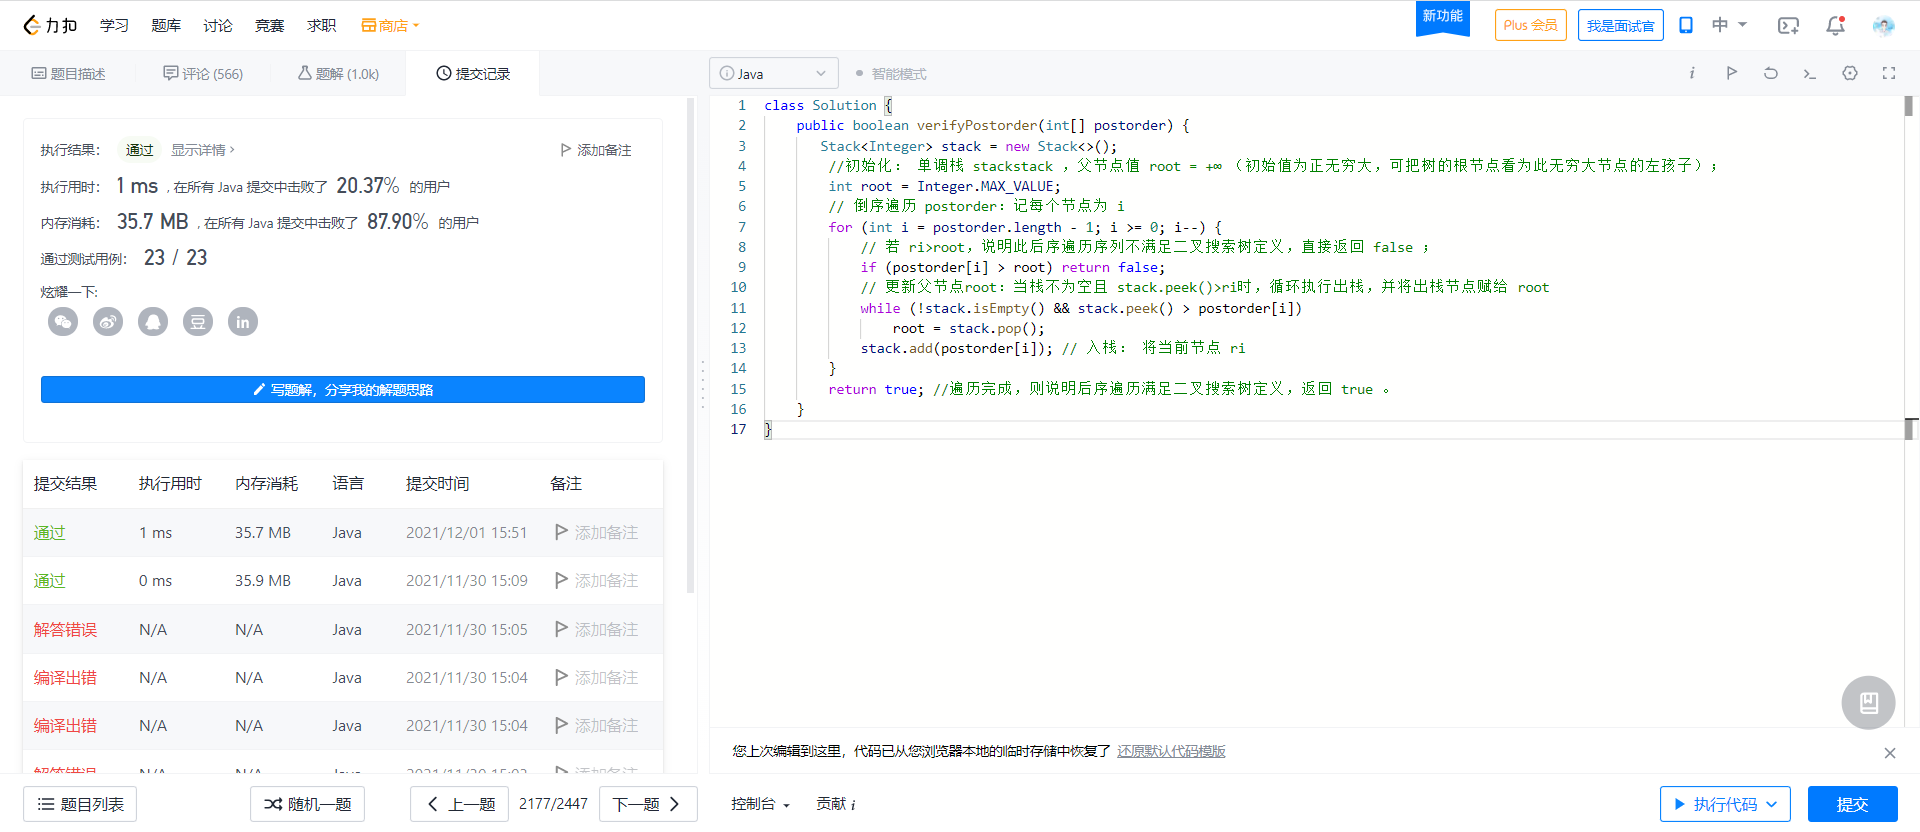 力扣 学习 题库 讨论 竞赛 求职 商店 新功能 Plus 会员 我是面试官 中
题目描述 评论 (566) 题解 (1.0k) 提交记录
执行结果： 通过 显示详情 > 添加备注
执行用时： 1 ms , 在所有 Java 提交中击败了 20.37% 的用户
内存消耗： 35.7 MB , 在所有 Java 提交中击败了 87.90% 的用户
通过测试用例： 23 / 23
炫耀一下:
豆 in
写题解，分享我的解题思路
提交结果 执行用时 内存消耗 语言 提交时间 备注
通过 1 ms 35.7 MB Java 2021/12/01 15:51 添加备注
通过 0 ms 35.9 MB Java 2021/11/30 15:09 添加备注
解答错误 N/A N/A Java 2021/11/30 15:05 添加备注
编译出错 N/A N/A Java 2021/11/30 15:04 添加备注
编译出错 N/A N/A Java 2021/11/30 15:04 添加备注
解答错误 N/A N/A Java 2021/11/30 15:03 添加备注
题目列表 随机一题 上一题 2177/2447 下一题
i Java 智能模式 i
1 class Solution {
2 public boolean verifyPostorder(int[] postorder) {
3 Stack<Integer> stack = new Stack<>();
4 //初始化： 单调栈 stackstack ，父节点值 root = +∞ （初始值为正无穷大，可把树的根节点看为此无穷大节点的左孩子）；
5 int root = Integer.MAX_VALUE;
6 // 倒序遍历 postorder：记每个节点为 i
7 for (int i = postorder.length - 1; i >= 0; i--) {
8 // 若 ri>root，说明此后序遍历序列不满足二叉搜索树定义，直接返回 false ；
9 if (postorder[i] > root) return false;
10 // 更新父节点root：当栈不为空且 stack.peek()>ri时，循环执行出栈，并将出栈节点赋给 root
11 while (!stack.isEmpty() && stack.peek() > postorder[i])
12 root = stack.pop();
13 stack.add(postorder[i]); // 入栈： 将当前节点 ri
14 }
15 return true; //遍历完成，则说明后序遍历满足二叉搜索树定义，返回 true 。
16 }
17 }
您上次编辑到这里，代码已从您浏览器本地的临时存储中恢复了 还原默认代码模版
控制台 贡献 i 执行代码 提交